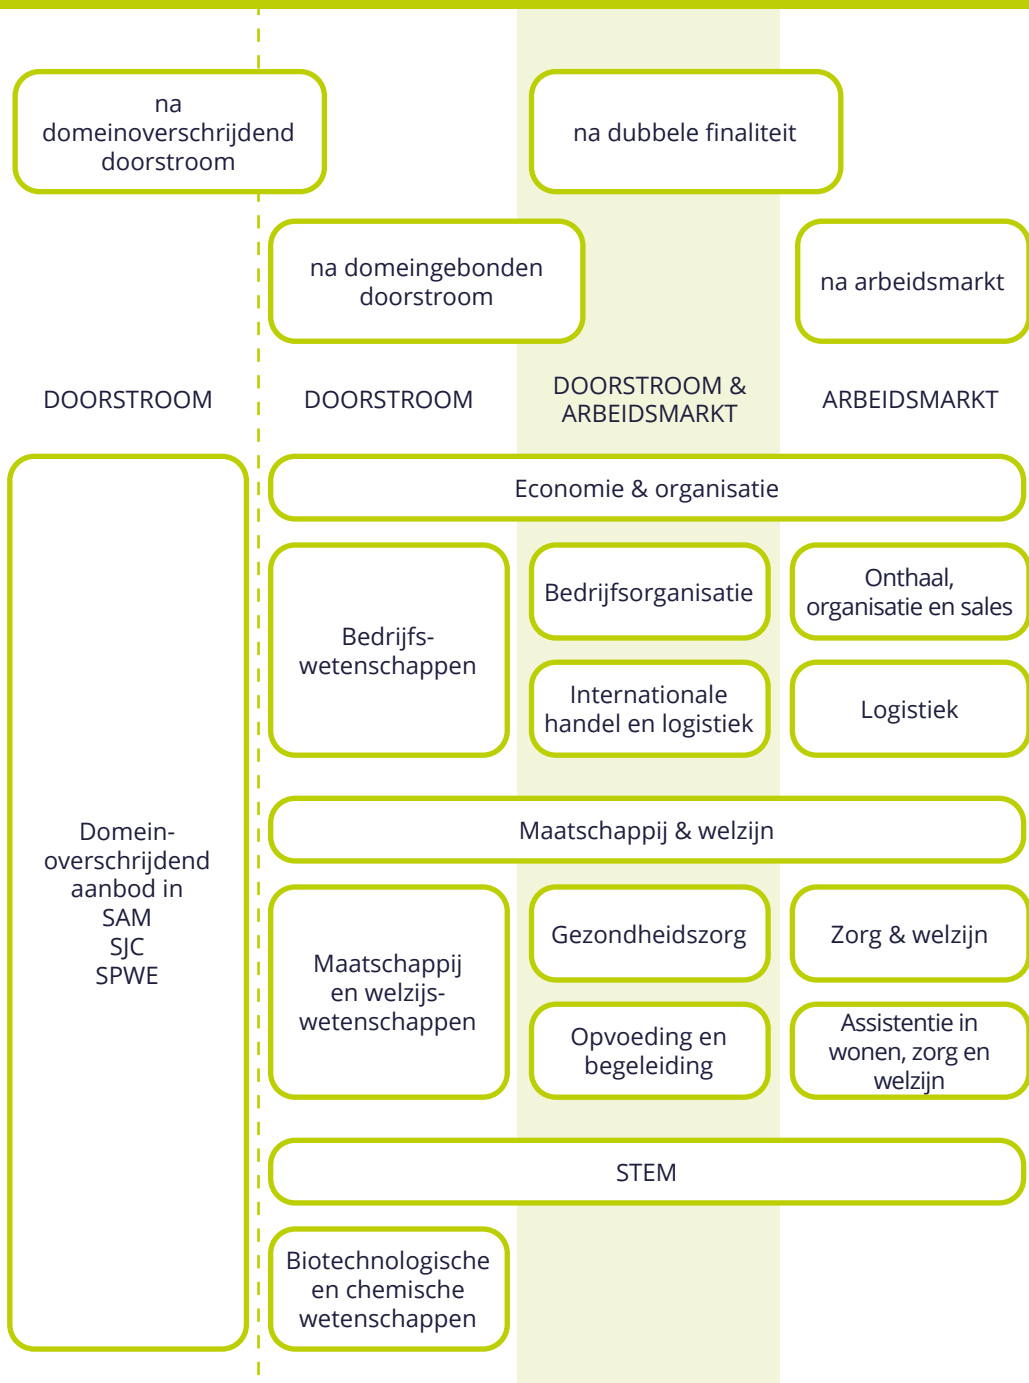 na
domeinoverschrijdend
doorstroom
na dubbele finaliteit
na domeingebonden
doorstroom
na arbeidsmarkt
DOORSTROOM
DOORSTROOM
DOORSTROOM &
ARBEIDSMARKT
ARBEIDSMARKT
Domein-
overschrijdend
aanbod in
SAM
SJC
SPWE
Economie & organisatie
Bedrijfs-
wetenschappen
Bedrijfsorganisatie
Onthaal,
organisatie en sales
Internationale
handel en logistiek
Logistiek
Maatschappij & welzijn
Maatschappij
en welzijs-
wetenschappen
Gezondheidszorg
Zorg & welzijn
Opvoeding en
begeleiding
Assistentie in
wonen, zorg en
welzijn
STEM
Biotechnologische
en chemische
wetenschappen